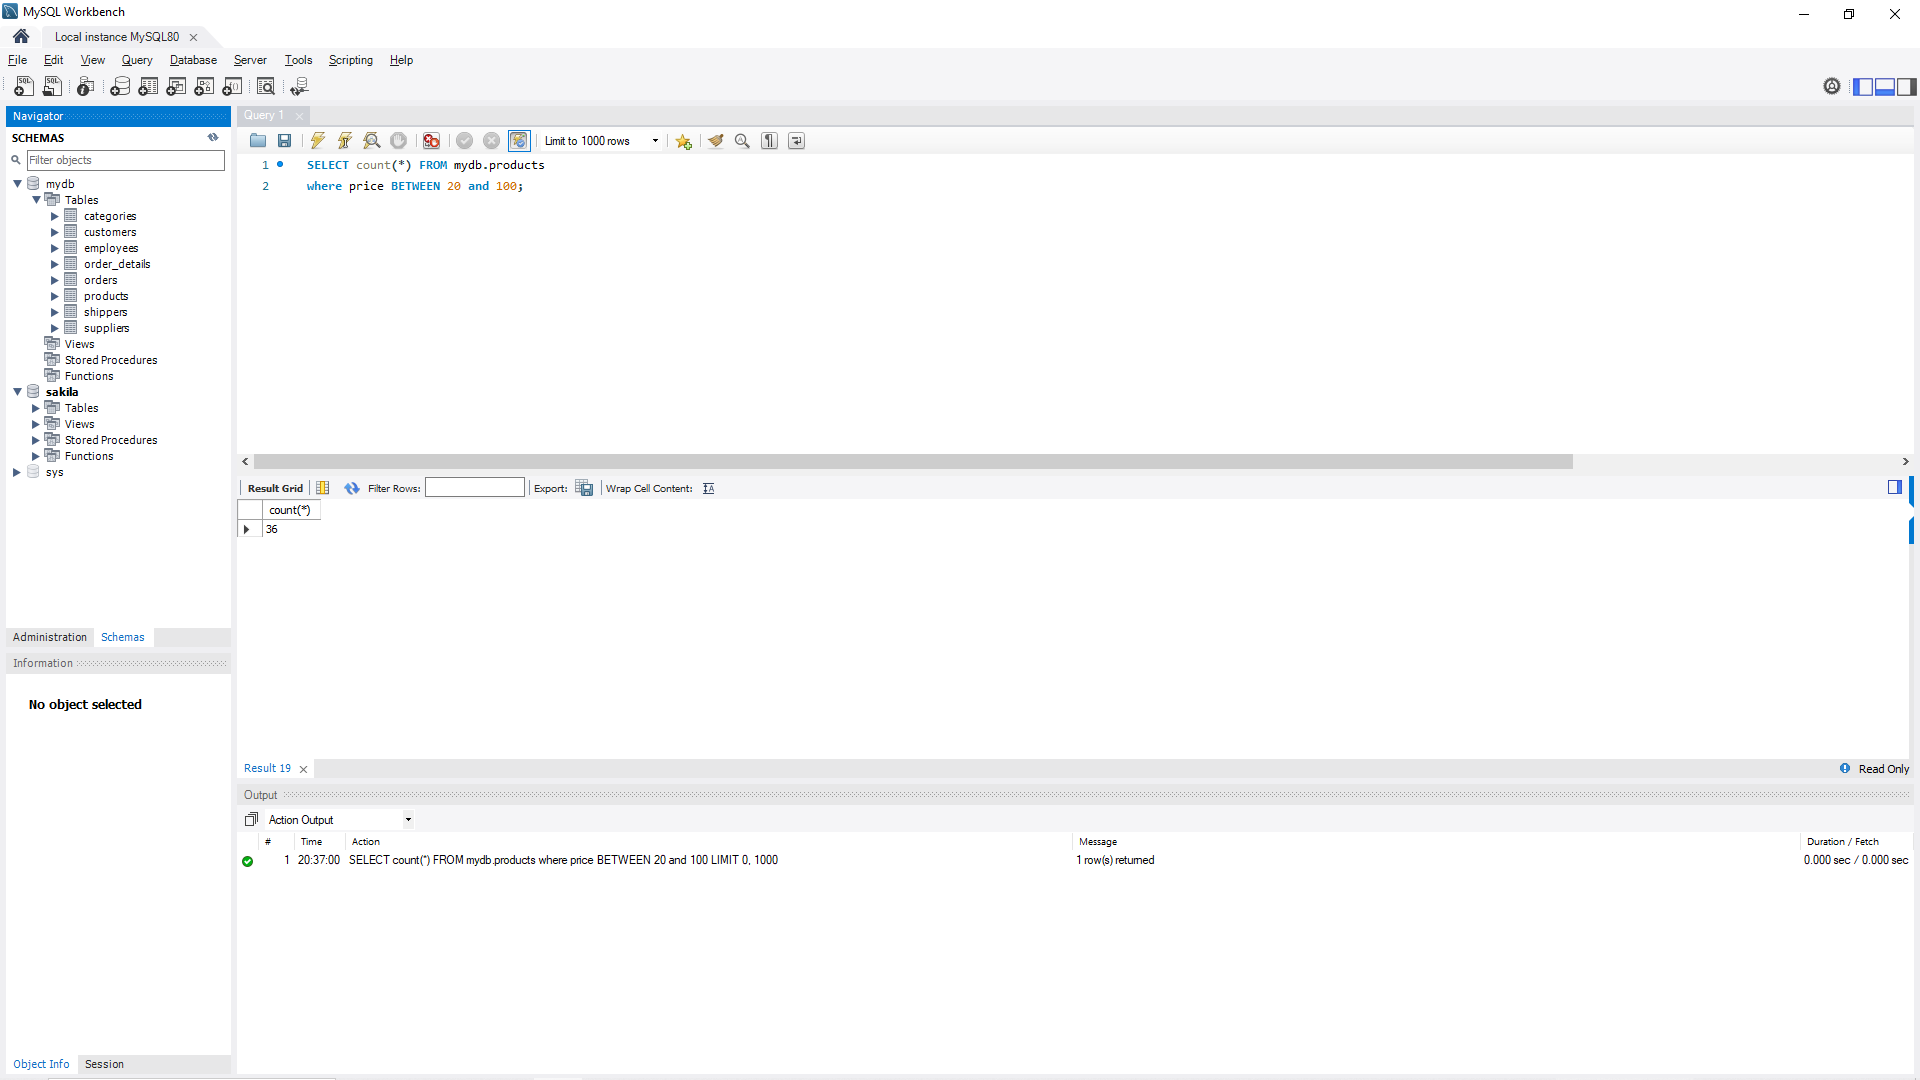 MySQL Workbench
Local instance MySQL80
File Edit View Query Database Server Tools Scripting Help
Navigator
SCHEMAS
Filter objects
mydb
Tables
categories
customers
employees
order_details
orders
products
shippers
suppliers
Views
Stored Procedures
Functions
sakila
Tables
Views
Stored Procedures
Functions
sys
Administration Schemas
Information
No object selected
Object Info Session
Query 1
Limit to 1000 rows
1 SELECT count(*) FROM mydb.products
2 where price BETWEEN 20 and 100;
Result Grid Filter Rows: Export: Wrap Cell Content:
count(*)
36
Result 19 Read Only
Output
Action Output
# Time Action Message Duration / Fetch
1 20:37:00 SELECT count(*) FROM mydb.products where price BETWEEN 20 and 100 LIMIT 0, 1000 1 row(s) returned 0.000 sec / 0.000 sec